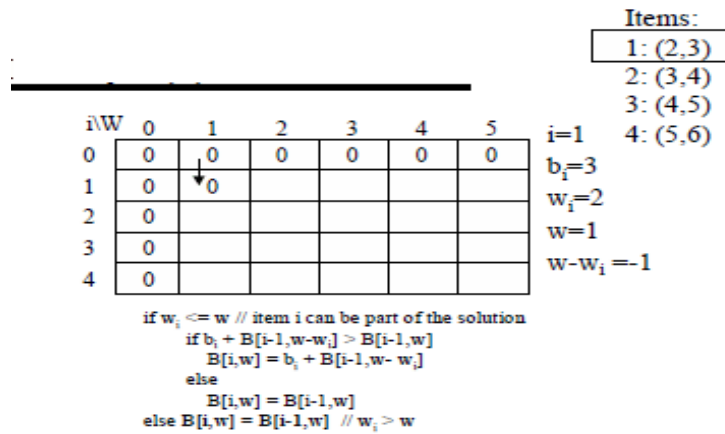 Items:
1: (2,3)
2: (3,4)
3: (4,5)
4: (5,6)
i\W 0 1 2 3 4 5
0 0 0 0 0 0 0
1 0 0
2 0
3 0
4 0
i=1
bᵢ=3
wᵢ=2
w=1
w-wᵢ =-1
if wᵢ <= w // item i can be part of the solution
if bᵢ + B[i-1,w-wᵢ] > B[i-1,w]
B[i,w] = bᵢ + B[i-1,w- wᵢ]
else
B[i,w] = B[i-1,w]
else B[i,w] = B[i-1,w] // wᵢ > w